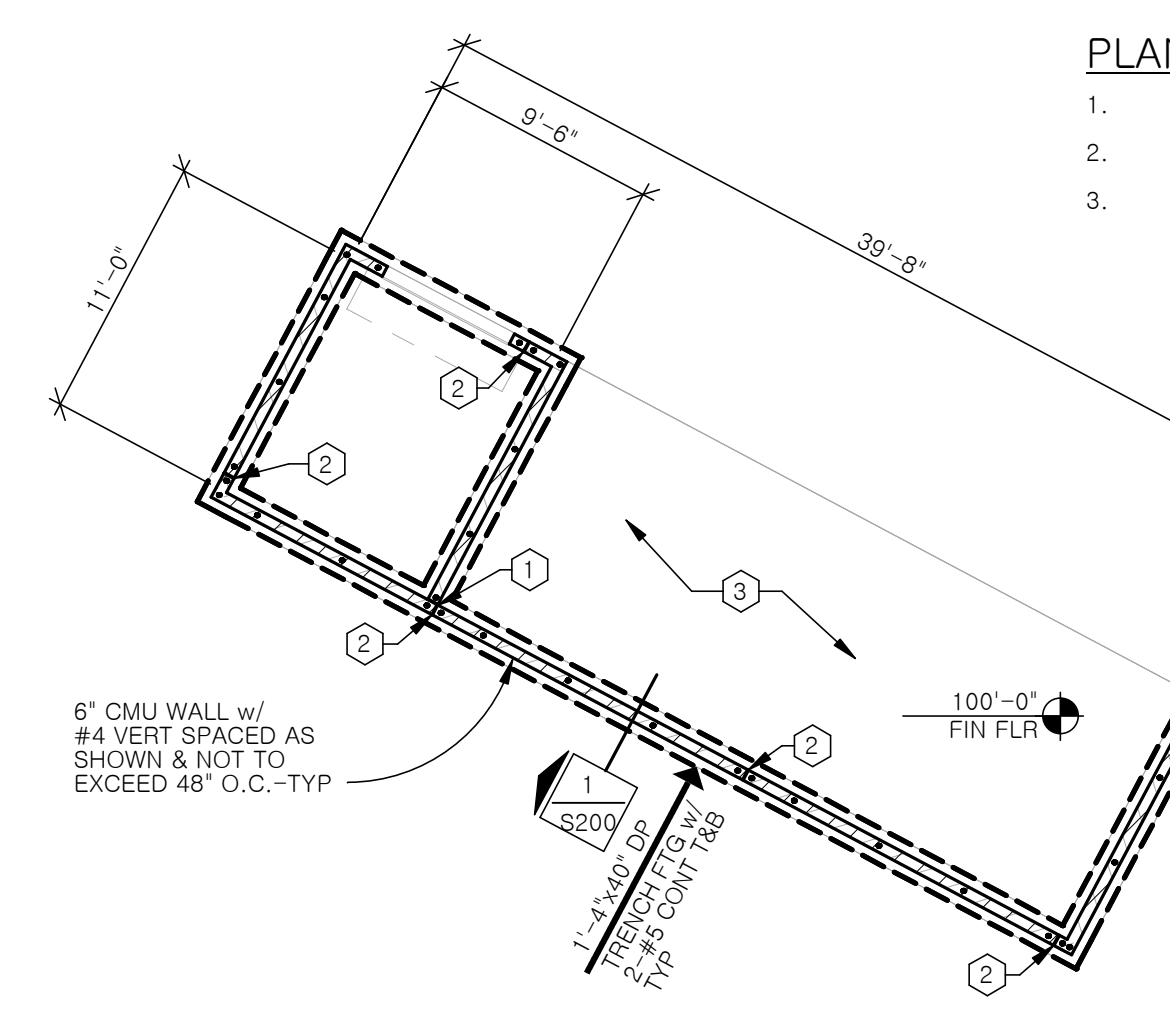 PLAN
1.
2.
3.
9'-6"
39'-8"
11'-0"
2
2
1
3
2
100'-0"
FIN FLR
2
6" CMU WALL w/
#4 VERT SPACED AS
SHOWN & NOT TO
EXCEED 48" O.C.-TYP
1
S200
1'-4"x40" DP
TRENCH FTG w/
2-#5 CONT T&B
TYP
2